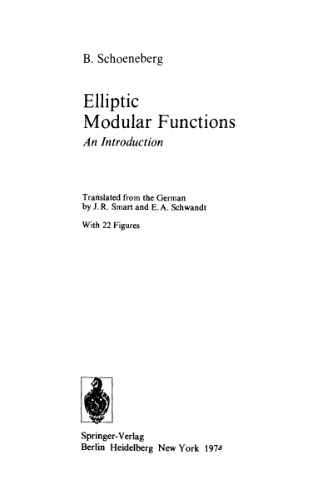 B. Schoeneberg
Elliptic
Modular Functions
An Introduction
Translated from the German
by J. R. Smart and E. A. Schwandt
With 22 Figures
Springer-Verlag
Berlin Heidelberg New York 1974